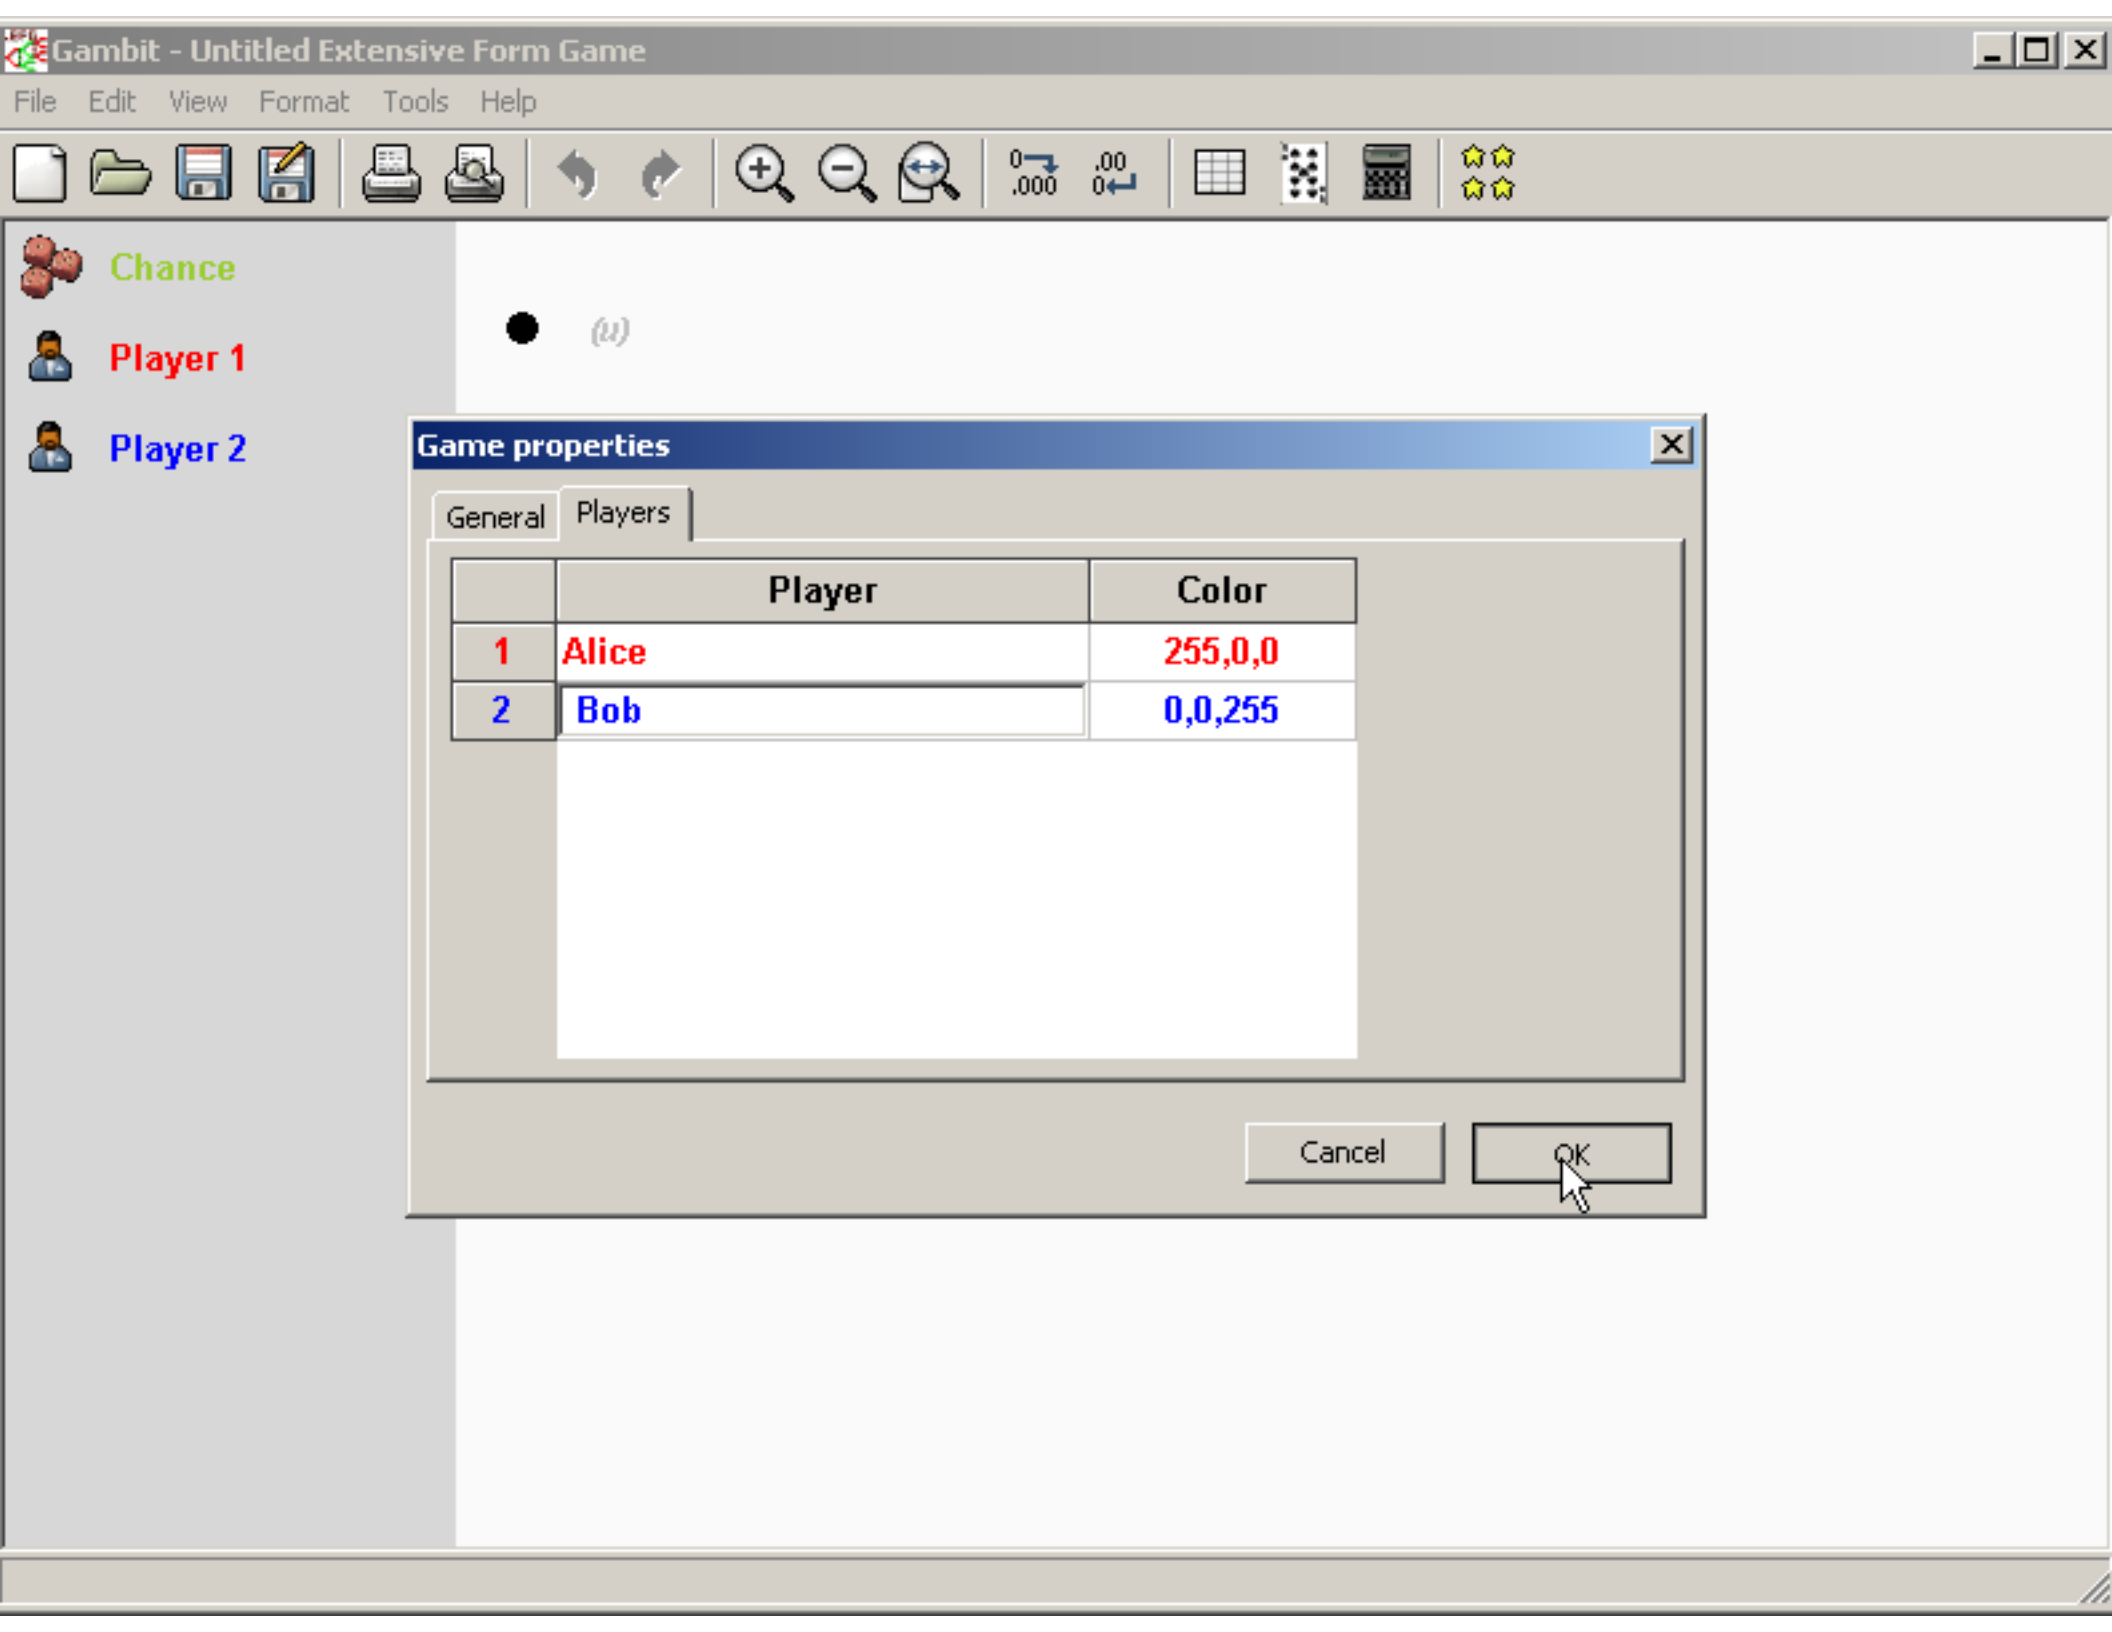 Gambit - Untitled Extensive Form Game
File Edit View Format Tools Help
0 .000 .00 0
Chance
(u)
Player 1
Player 2
Game properties
General Players
Player Color
1 Alice 255,0,0
2 Bob 0,0,255
Cancel OK